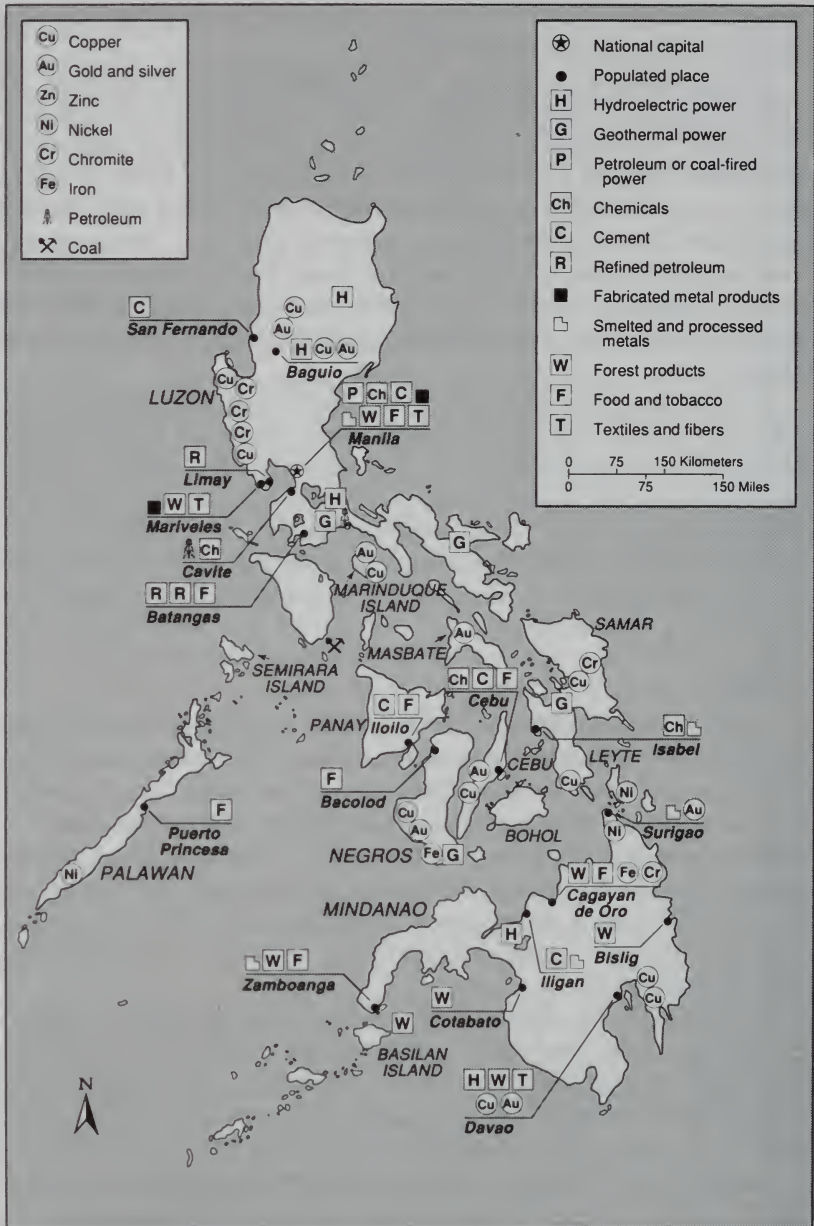 Cu Copper
Au Gold and silver
Zn Zinc
Ni Nickel
Cr Chromite
Fe Iron
Petroleum
Coal
National capital
Populated place
H Hydroelectric power
G Geothermal power
P Petroleum or coal-fired
power
Ch Chemicals
C Cement
R Refined petroleum
Fabricated metal products
Smelted and processed
metals
W Forest products
F Food and tobacco
T Textiles and fibers
0 75 150 Kilometers
0 75 150 Miles
H
Cu
C
San Fernando
Au
H Cu Au
Baguio
LUZON
Cu
Cr
Cr
Cr
Cu
P Ch C
W F T
Manila
R
Limay
W T
Mariveles
H
G
Ch
Cavite
G
R R F
Batangas
Au
Cu
MARINDUQUE
ISLAND
SAMAR
Au
MASBATE
SEMIRARA
ISLAND
Cr
Cu
Ch C F
Cebu
G
C F
PANAY Iloilo
Ch
Isabel
CEBU
LEYTE
F
Bacolod
Au
Cu
Cu
Ni
F
Puerto
Princesa
Cu
Au
BOHOL
Au
Surigao
Ni
NEGROS
Fe G
Ni
PALAWAN
W F Fe Cr
Cagayan
de Oro
MINDANAO
H
W
Bislig
C
Iligan
W F
Zamboanga
W
Cotabato
Cu
Cu
W
BASILAN
ISLAND
H W T
Cu Au
Davao
N